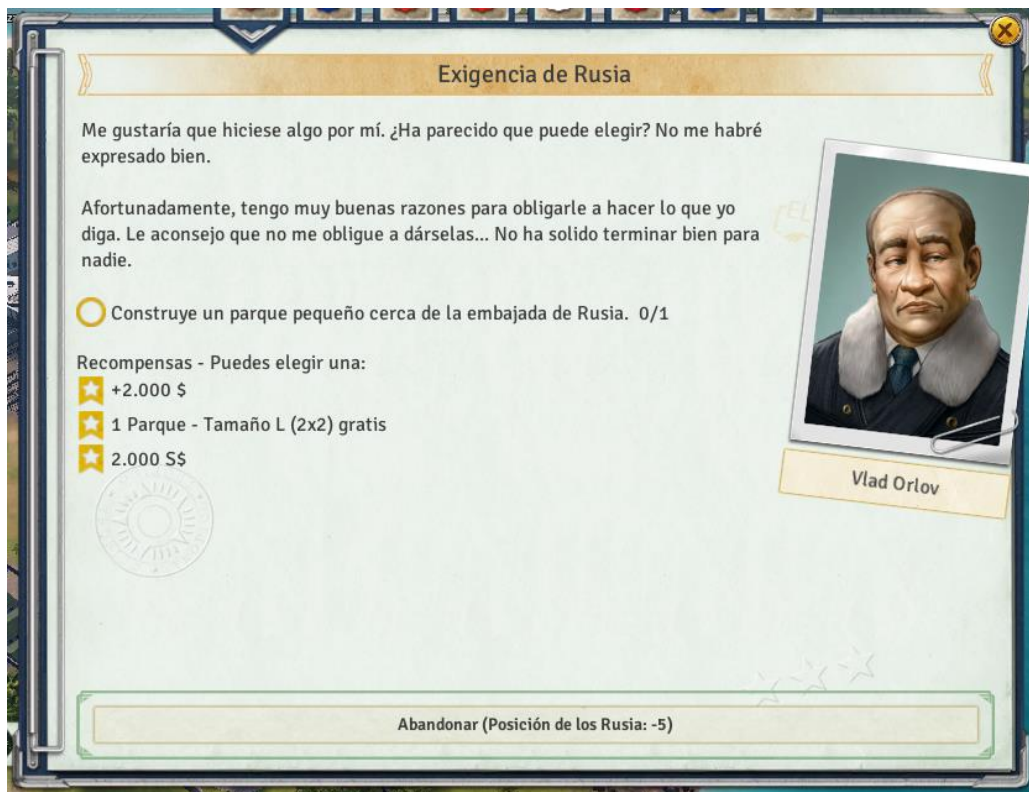 Exigencia de Rusia
Me gustaría que hiciese algo por mí. ¿Ha parecido que puede elegir? No me habré
expresado bien.
Afortunadamente, tengo muy buenas razones para obligarle a hacer lo que yo
diga. Le aconsejo que no me obligue a dárselas... No ha solido terminar bien para
nadie.
Construye un parque pequeño cerca de la embajada de Rusia. 0/1
Recompensas - Puedes elegir una:
+2.000 $
1 Parque - Tamaño L (2x2) gratis
2.000 S$
Vlad Orlov
Abandonar (Posición de los Rusia: -5)